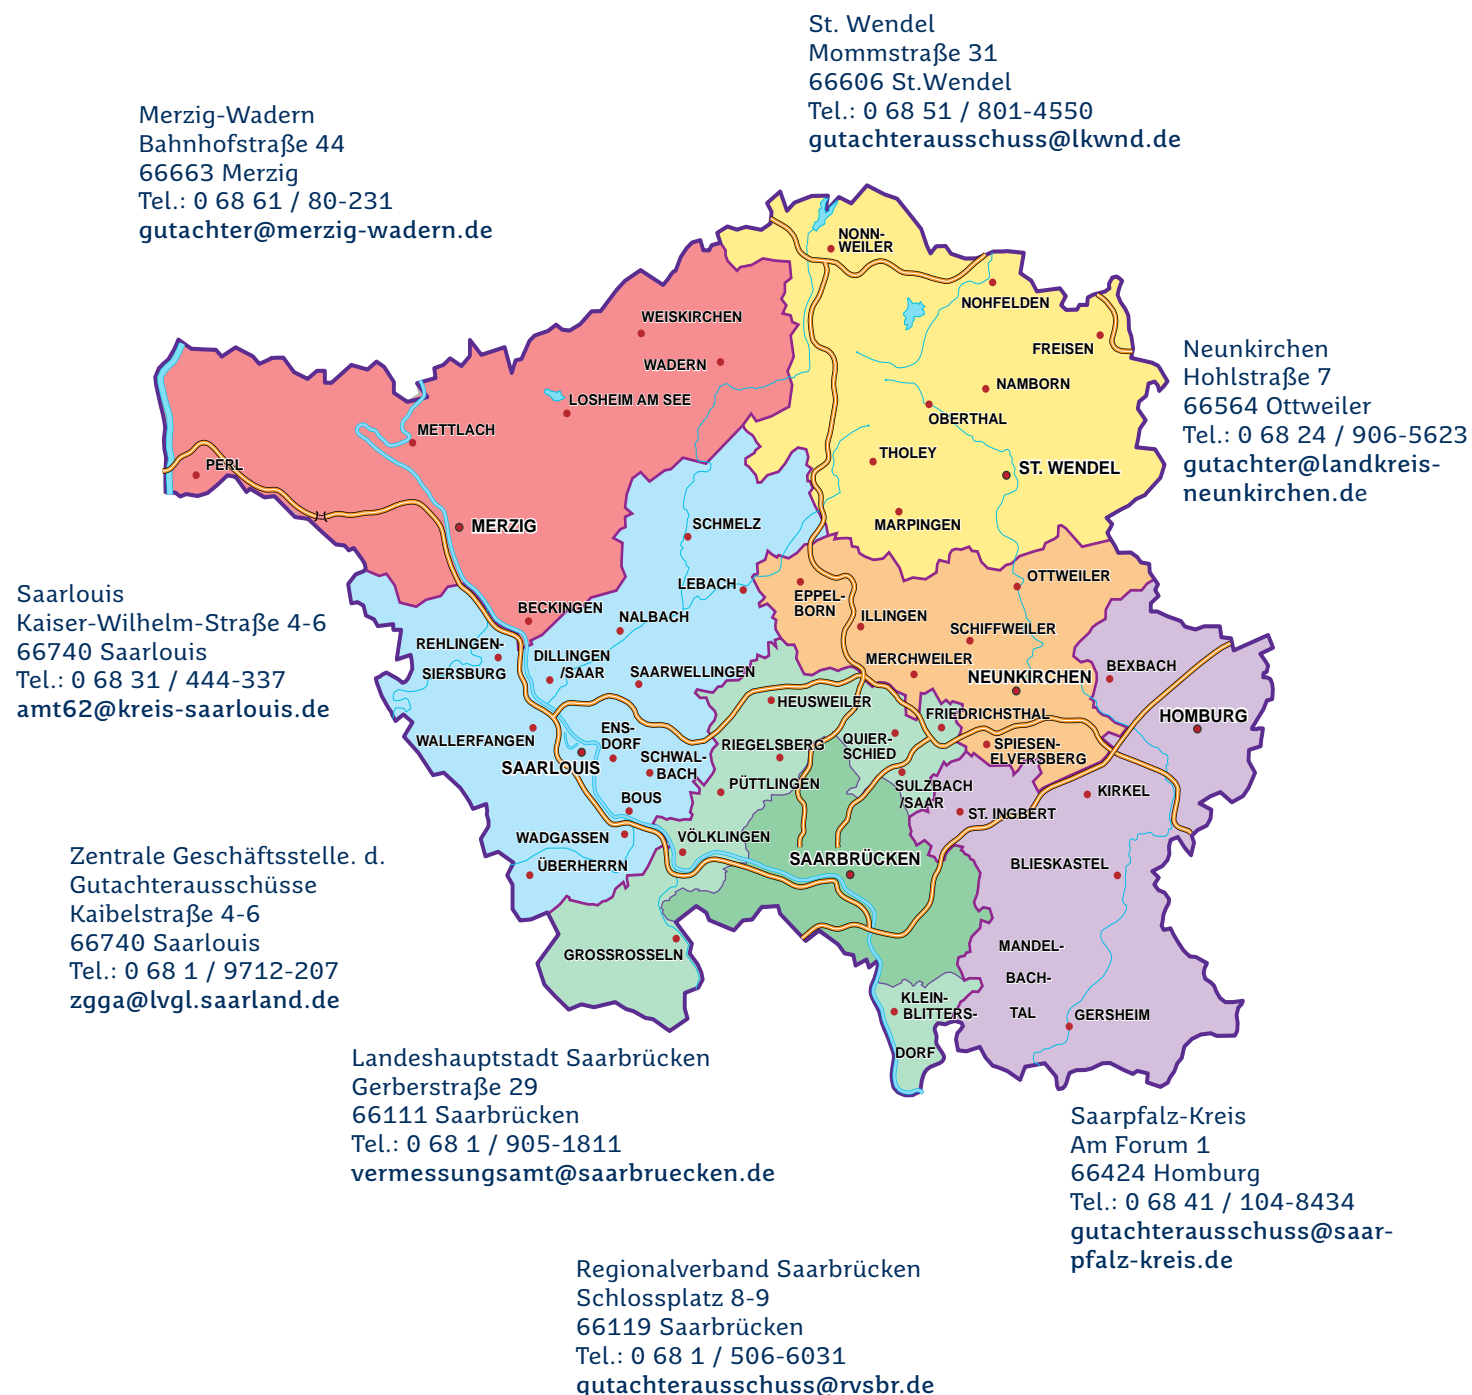 St. Wendel
Mommstraße 31
66606 St.Wendel
Tel.: 0 68 51 / 801-4550
gutachterausschuss@lkwnd.de
Merzig-Wadern
Bahnhofstraße 44
66663 Merzig
Tel.: 0 68 61 / 80-231
gutachter@merzig-wadern.de
Neunkirchen
Hohlstraße 7
66564 Ottweiler
Tel.: 0 68 24 / 906-5623
gutachter@landkreis-
neunkirchen.de
Saarlouis
Kaiser-Wilhelm-Straße 4-6
66740 Saarlouis
Tel.: 0 68 31 / 444-337
amt62@kreis-saarlouis.de
Zentrale Geschäftsstelle. d.
Gutachterausschüsse
Kaibelstraße 4-6
66740 Saarlouis
Tel.: 0 68 1 / 9712-207
zgga@lvgl.saarland.de
NONN-
WEILER
NOHFELDEN
WEISKIRCHEN
FREISEN
WADERN
NAMBORN
LOSHEIM AM SEE
OBERTHAL
METTLACH
THOLEY
PERL
ST. WENDEL
MERZIG
SCHMELZ
MARPINGEN
OTTWEILER
LEBACH
EPPEL-
BORN
BECKINGEN
NALBACH
ILLINGEN
SCHIFFWEILER
REHLINGEN-
SIERSBURG
DILLINGEN
/SAAR
SAARWELLINGEN
MERCHWEILER
NEUNKIRCHEN
BEXBACH
HEUSWEILER
FRIEDRICHSTHAL
HOMBURG
WALLERFANGEN
ENS-
DORF
RIEGELSBERG
QUIER-
SCHIED
SPIESEN-
ELVERSBERG
SAARLOUIS
SCHWAL-
BACH
PÜTTLINGEN
SULZBACH
/SAAR
KIRKEL
BOUS
ST. INGBERT
WADGASSEN
VÖLKLINGEN
SAARBRÜCKEN
ÜBERHERRN
BLIESKASTEL
GROSSROSSELN
MANDEL-
BACH-
TAL
KLEIN-
BLITTERS-
DORF
GERSHEIM
Landeshauptstadt Saarbrücken
Gerberstraße 29
66111 Saarbrücken
Tel.: 0 68 1 / 905-1811
vermessungsamt@saarbruecken.de
Saarpfalz-Kreis
Am Forum 1
66424 Homburg
Tel.: 0 68 41 / 104-8434
gutachterausschuss@saar-
pfalz-kreis.de
Regionalverband Saarbrücken
Schlossplatz 8-9
66119 Saarbrücken
Tel.: 0 68 1 / 506-6031
gutachterausschuss@rvsbr.de